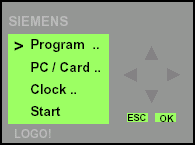 SIEMENS
> Program ..
PC / Card ..
Clock ..
Start
ESC OK
LOGO!